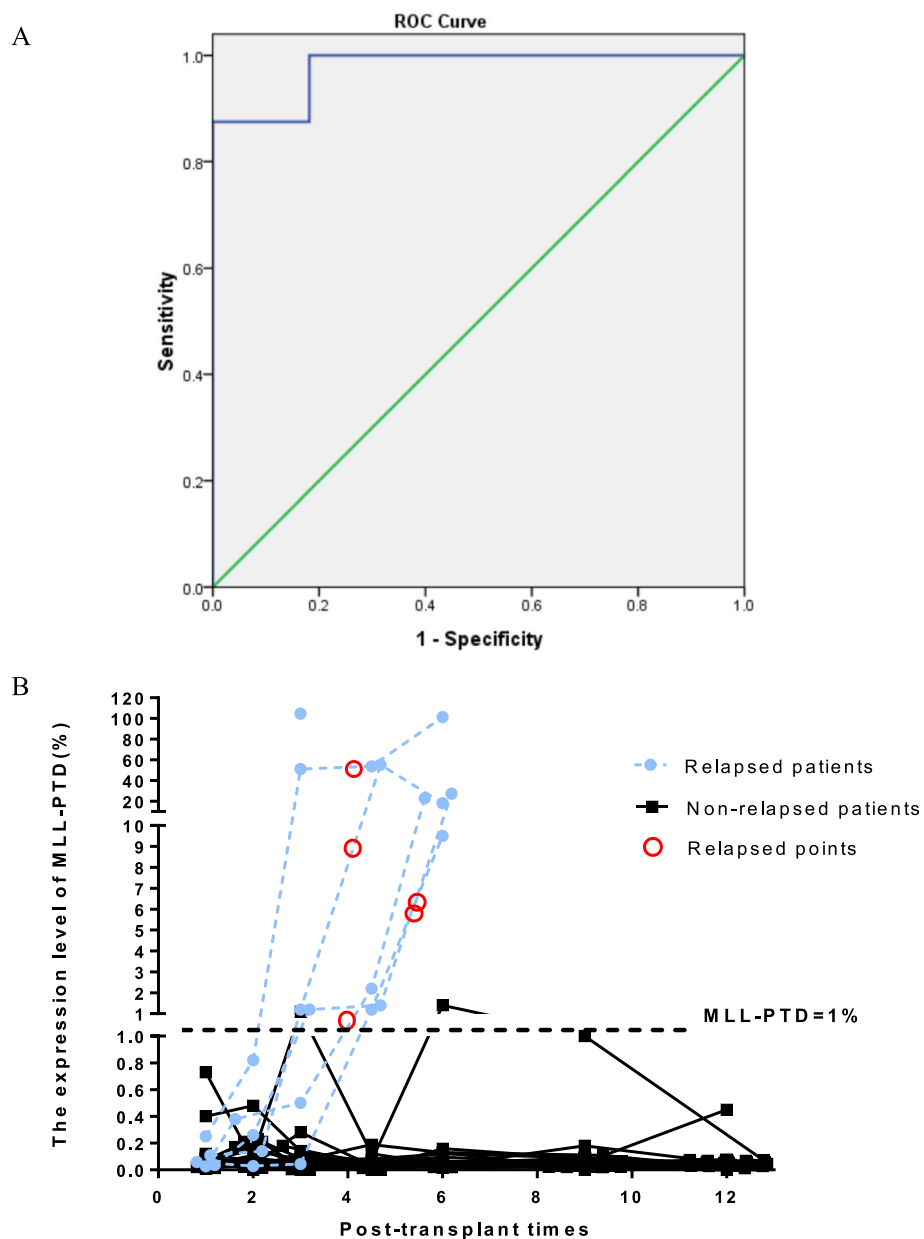 A
ROC Curve
1.0
0.8
0.6
0.4
0.2
0.0
Sensitivity
0.0 0.2 0.4 0.6 0.8 1.0
1 - Specificity
B
The expression level of MLL-PTD(%)
120
100
80
60
40
20
10
9
8
7
6
5
4
3
2
1
1.0
0.8
0.6
0.4
0.2
0.0
Relapsed patients
Non-relapsed patients
Relapsed points
MLL-PTD=1%
0 2 4 6 8 10 12
Post-transplant times